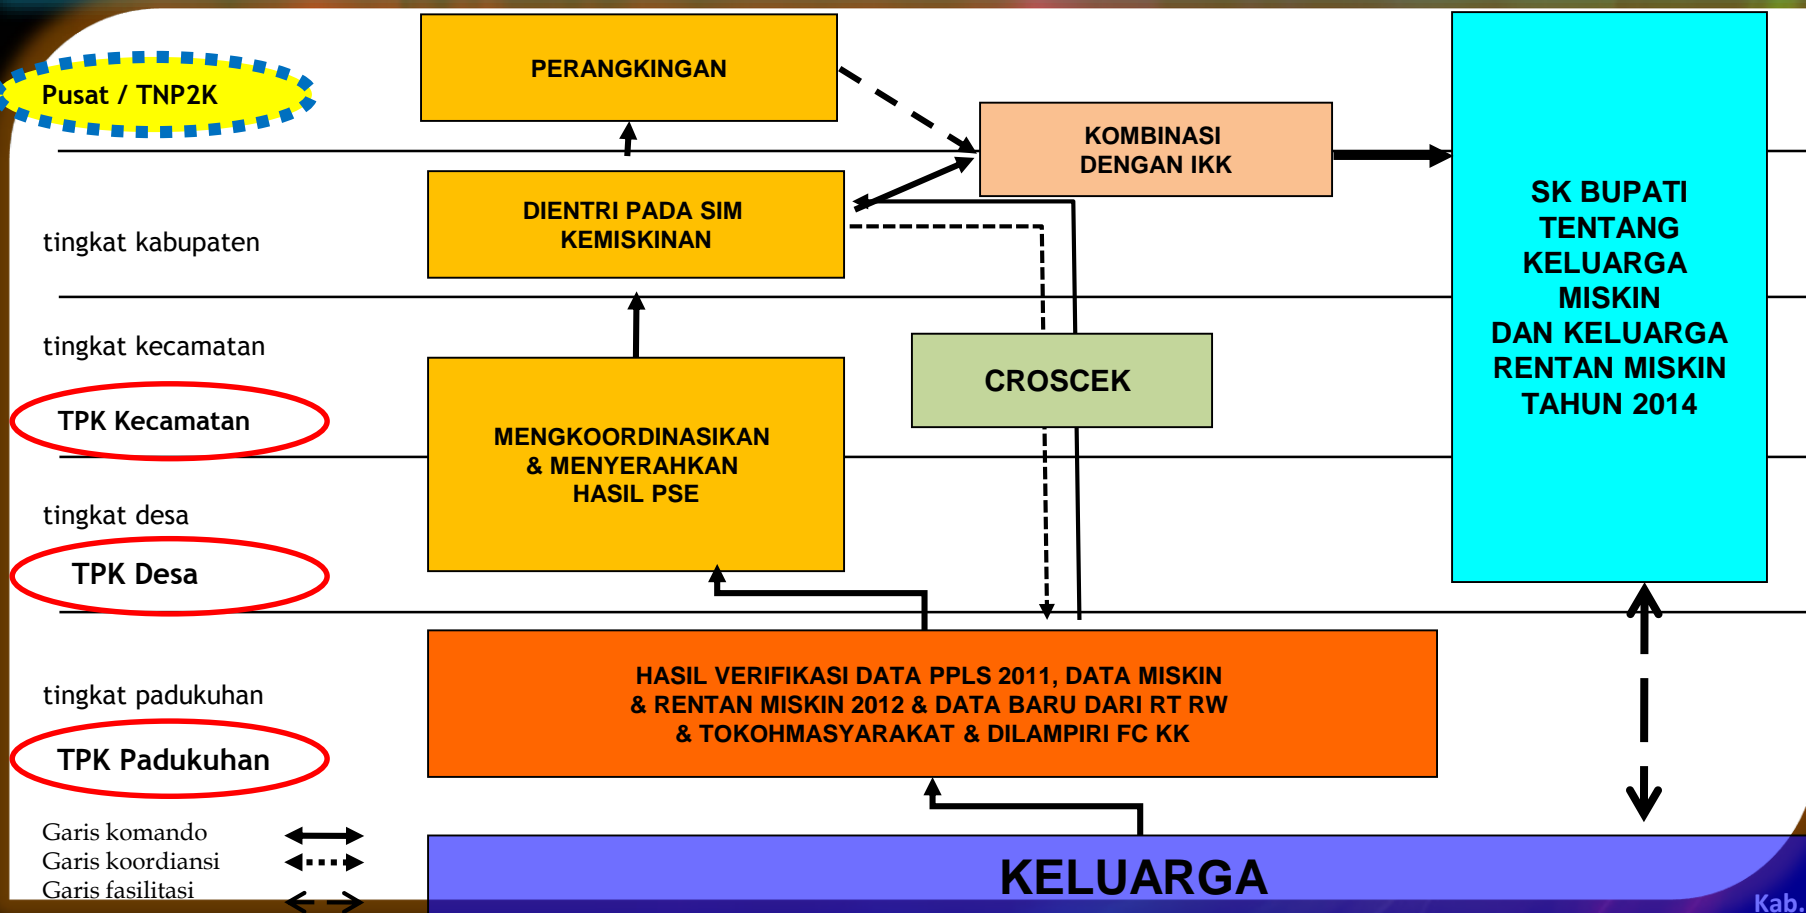 Pusat / TNP2K
PERANGKINGAN
KOMBINASI
DENGAN IKK
SK BUPATI
TENTANG
KELUARGA
MISKIN
DAN KELUARGA
RENTAN MISKIN
TAHUN 2014
tingkat kabupaten
DIENTRI PADA SIM
KEMISKINAN
tingkat kecamatan
TPK Kecamatan
CROSCEK
MENGKOORDINASIKAN
& MENYERAHKAN
HASIL PSE
tingkat desa
TPK Desa
tingkat padukuhan
TPK Padukuhan
HASIL VERIFIKASI DATA PPLS 2011, DATA MISKIN
& RENTAN MISKIN 2012 & DATA BARU DARI RT RW
& TOKOHMASYARAKAT & DILAMPIRI FC KK
Garis komando
Garis koordiansi
Garis fasilitasi
KELUARGA
Kab.